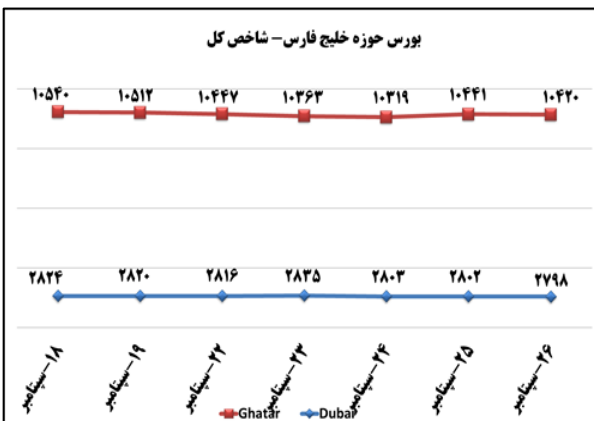 بورس حوزه خلیج فارس- شاخص کل
۱۰۵۴۰ ۱۰۵۱۲ ۱۰۴۴۷ ۱۰۳۶۳ ۱۰۳۱۹ ۱۰۴۴۱ ۱۰۴۲۰
۲۸۲۴ ۲۸۲۰ ۲۸۱۶ ۲۸۳۵ ۲۸۰۳ ۲۸۰۲ ۲۷۹۸
۱۸-سپتامبر ۱۹-سپتامبر ۲۲-سپتامبر ۲۳-سپتامبر ۲۴-سپتامبر ۲۵-سپتامبر ۲۶-سپتامبر
Ghatar Dubai